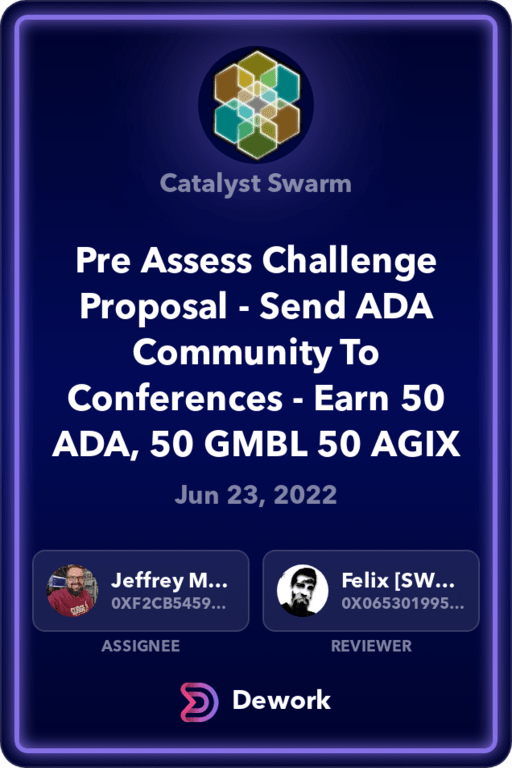 Catalyst Swarm
Pre Assess Challenge
Proposal - Send ADA
Community To
Conferences - Earn 50
ADA, 50 GMBL 50 AGIX
Jun 23, 2022
Jeffrey M...
0XF2CB5459...
Felix [SW...
0X065301995...
ASSIGNEE
REVIEWER
Dework